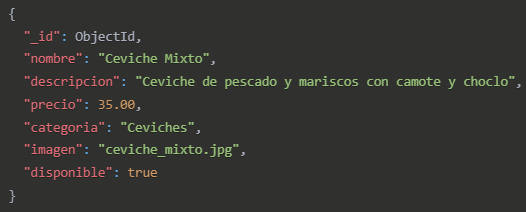 {
"_id": ObjectId,
"nombre": "Ceviche Mixto",
"descripcion": "Ceviche de pescado y mariscos con camote y choclo",
"precio": 35.00,
"categoria": "Ceviches",
"imagen": "ceviche_mixto.jpg",
"disponible": true
}